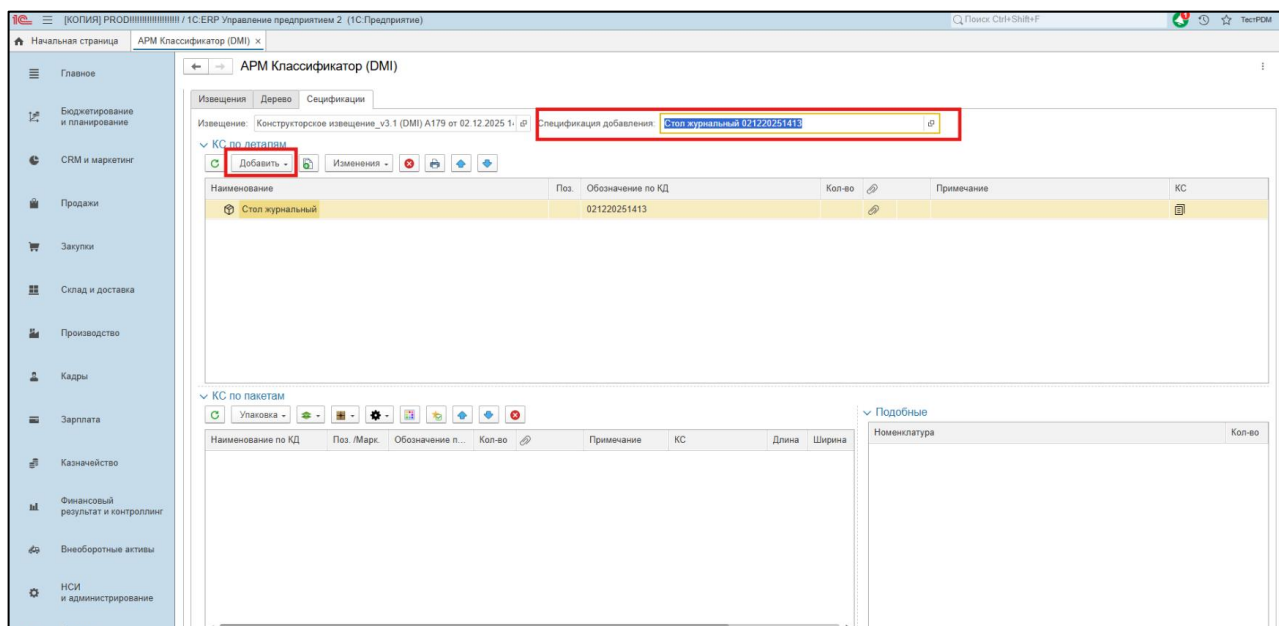 1С [КОПИЯ] PROD!!!!!!!!!!!!!!!!!!! / 1С:ERP Управление предприятием 2 (1С:Предприятие) Поиск Ctrl+Shift+F ТестРDM
Начальная страница АРМ Классификатор (DMI) ×
Главное
Бюджетирование
и планирование
CRM и маркетинг
Продажи
Закупки
Склад и доставка
Производство
Кадры
Зарплата
Казначейство
Финансовый
результат и контроллинг
Внеоборотные активы
НСИ
и администрирование
АРМ Классификатор (DMI)
Извещения Дерево Сецификации
Извещение: Конструкторское извещение_v3.1 (DMI) A179 от 02.12.2025 1 Спецификация добавления: Стол журнальный 021220251413
КС по деталям
Добавить Изменения
Наименование Поз. Обозначение по КД Кол-во Примечание КС
Стол журнальный 021220251413
КС по пакетам
Упаковка
Наименование по КД Поз. /Марк. Обозначение п... Кол-во Примечание КС Длина Ширина
Подобные
Номенклатура Кол-во